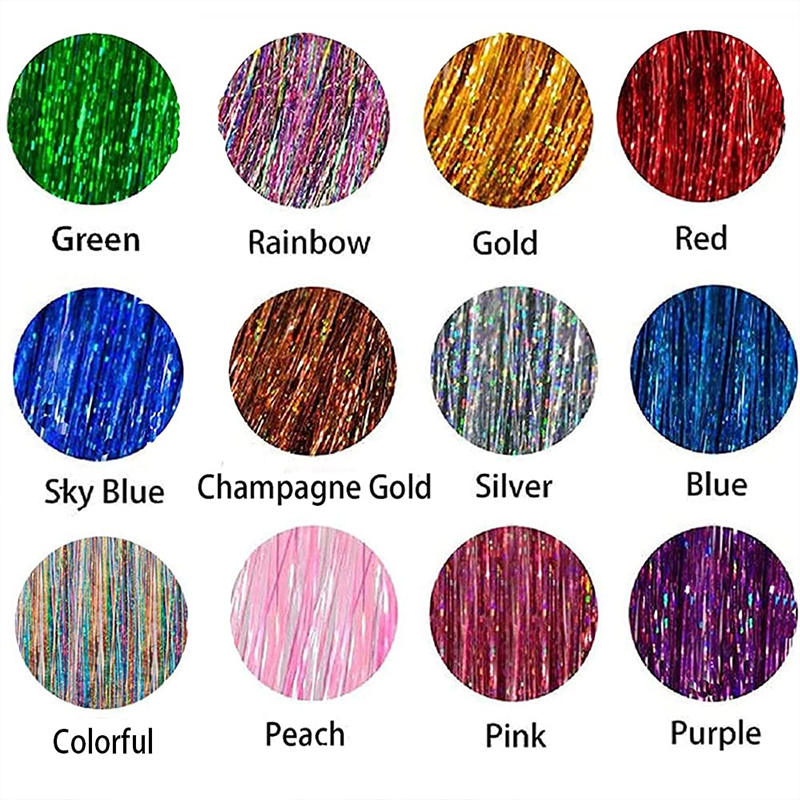 Green
Rainbow
Gold
Red
Sky Blue
Champagne Gold
Silver
Blue
Colorful
Peach
Pink
Purple